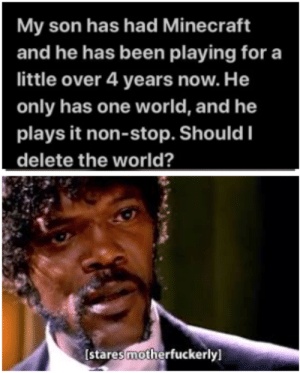 My son has had Minecraft
and he has been playing for a
little over 4 years now. He
only has one world, and he
plays it non-stop. Should I
delete the world?
[stares motherfuckerly]